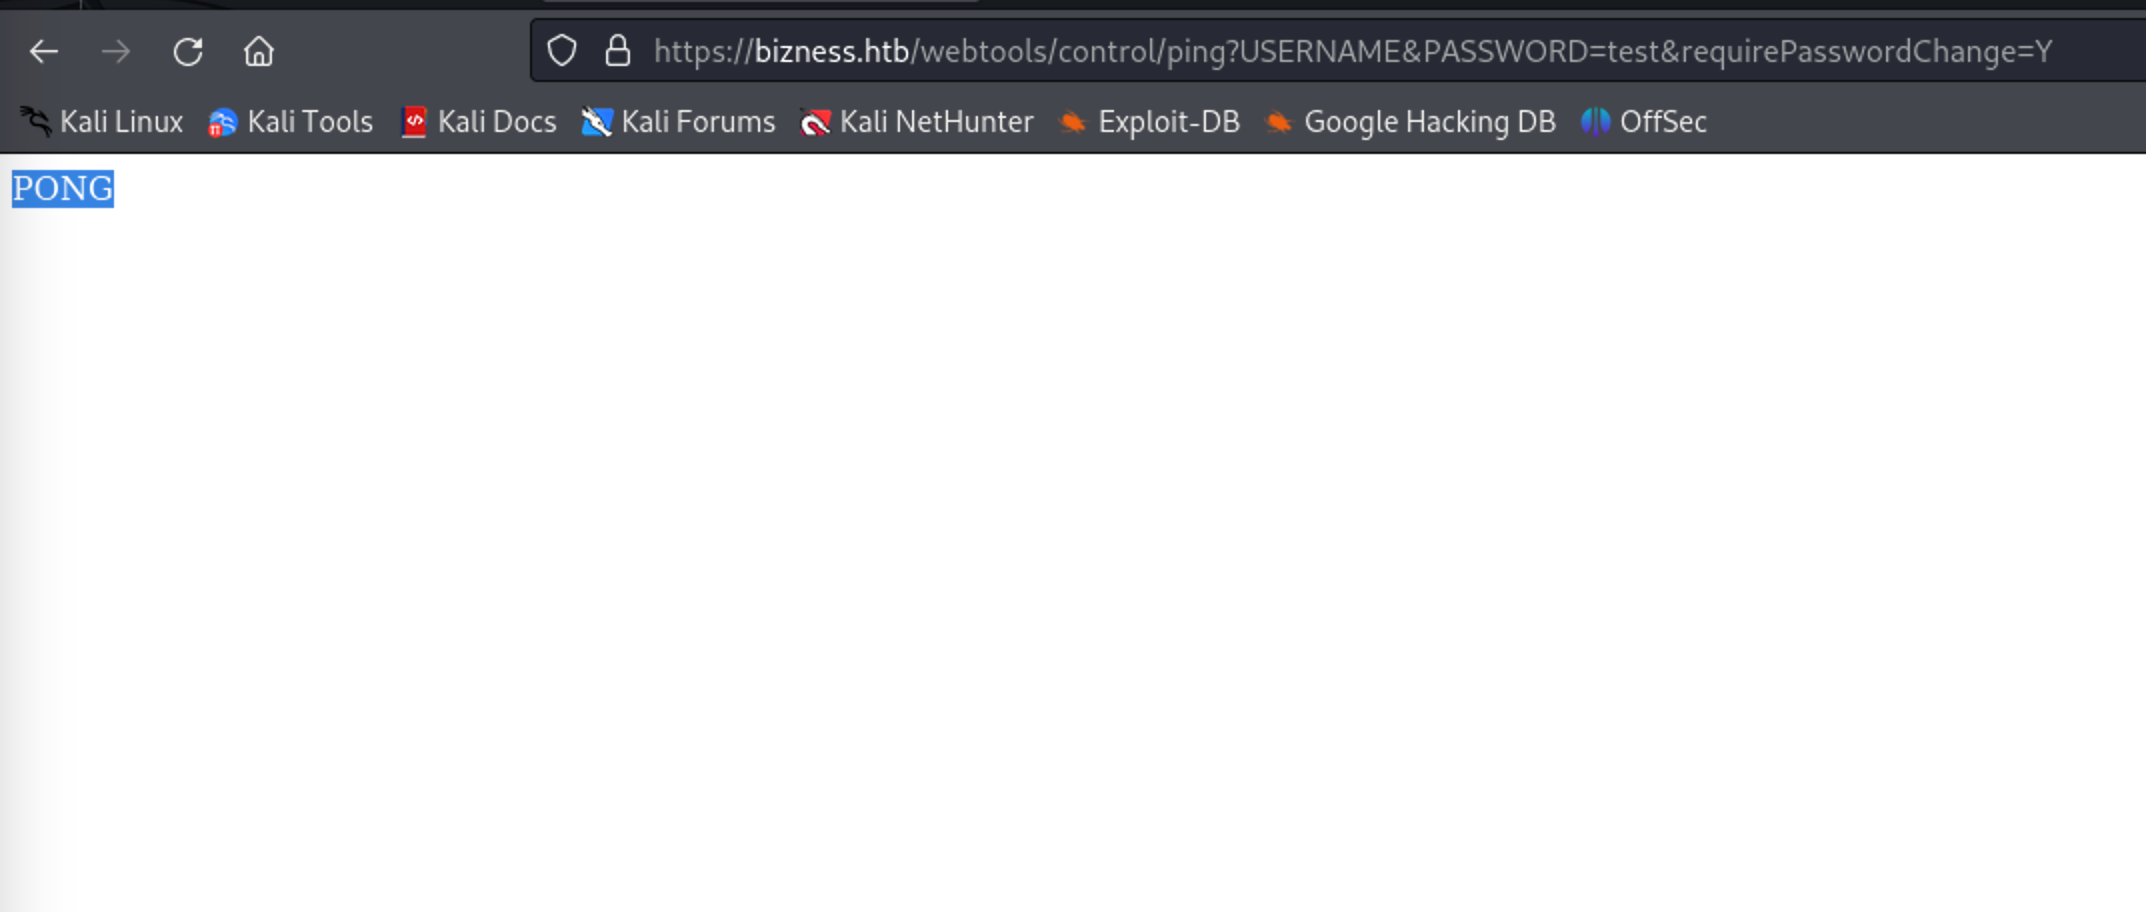 https://bizness.htb/webtools/control/ping?USERNAME&PASSWORD=test&requirePasswordChange=Y
Kali Linux Kali Tools Kali Docs Kali Forums Kali NetHunter Exploit-DB Google Hacking DB OffSec
PONG